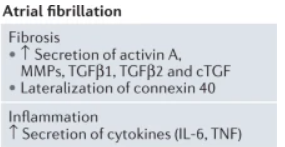 Atrial fibrillation
Fibrosis
• ↑ Secretion of activin A,
MMPs, TGFβ1, TGFβ2 and cTGF
• Lateralization of connexin 40
Inflammation
↑ Secretion of cytokines (IL-6, TNF)